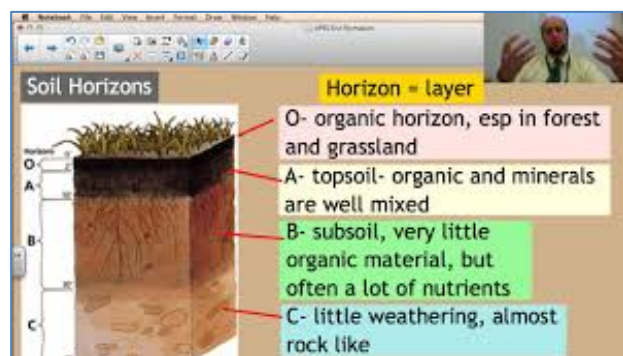 Notebook File Edit View Insert Format Draw Window Help
Soil Horizons
Horizon = layer
O- organic horizon, esp in forest
and grassland
A- topsoil- organic and minerals
are well mixed
B- subsoil, very little
organic material, but
often a lot of nutrients
C- little weathering, almost
rock like
Horizons
O
A
B
C